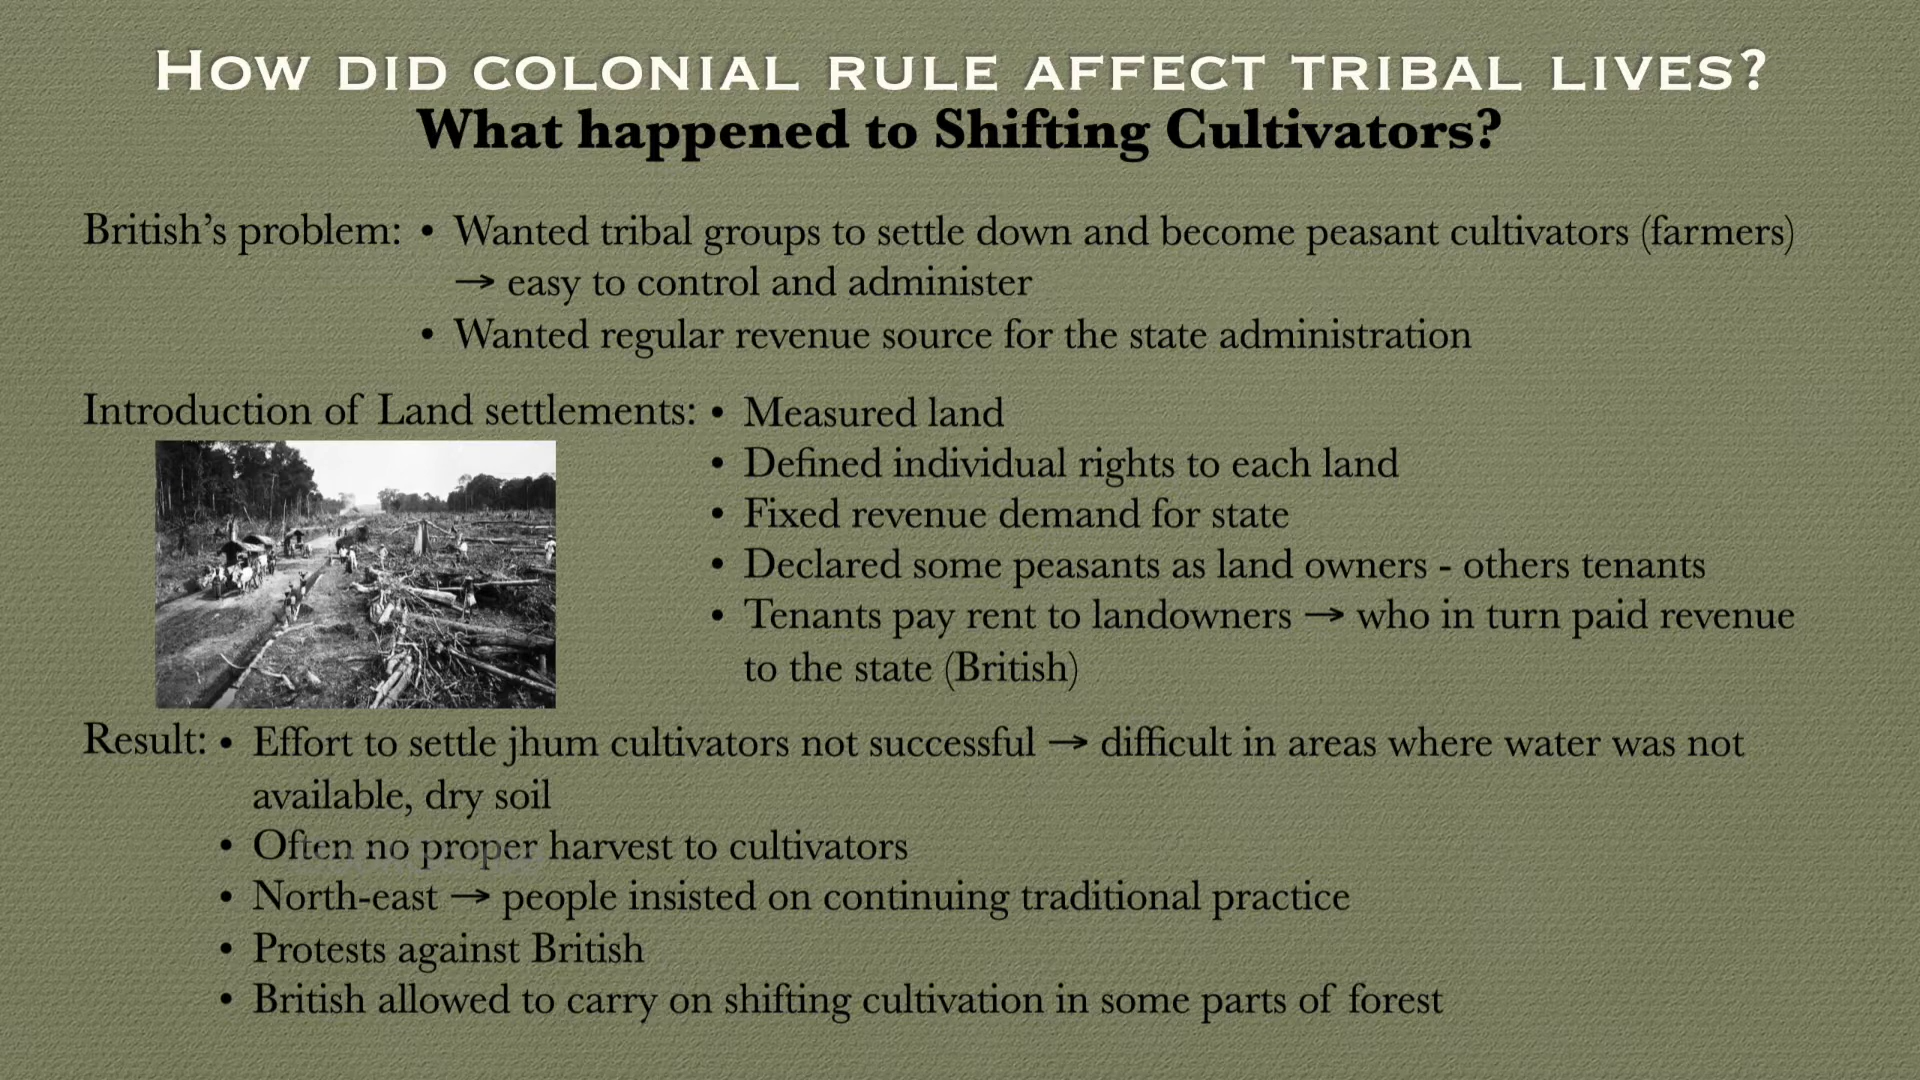 How did colonial rule affect tribal lives?
What happened to Shifting Cultivators?
British’s problem: • Wanted tribal groups to settle down and become peasant cultivators (farmers)
→ easy to control and administer
• Wanted regular revenue source for the state administration
Introduction of Land settlements: • Measured land
• Defined individual rights to each land
• Fixed revenue demand for state
• Declared some peasants as land owners - others tenants
• Tenants pay rent to landowners → who in turn paid revenue
to the state (British)
Result: • Effort to settle jhum cultivators not successful → difficult in areas where water was not
available, dry soil
• Often no proper harvest to cultivators
• North-east → people insisted on continuing traditional practice
• Protests against British
• British allowed to carry on shifting cultivation in some parts of forest